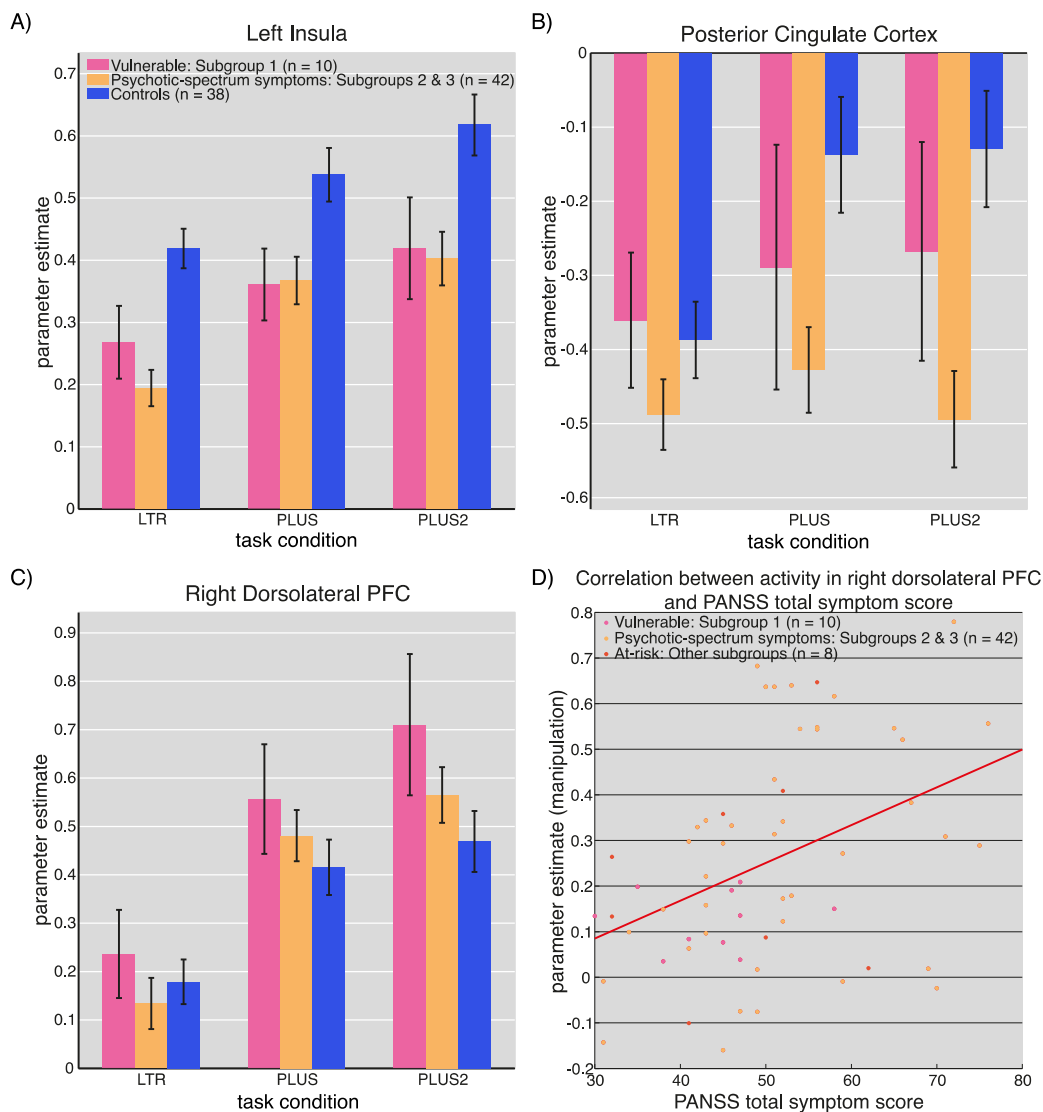 A)
Left Insula
Vulnerable: Subgroup 1 (n = 10)
Psychotic-spectrum symptoms: Subgroups 2 & 3 (n = 42)
Controls (n = 38)
0.7
0.6
0.5
0.4
0.3
0.2
0.1
0
parameter estimate
LTR PLUS PLUS2
task condition
B)
Posterior Cingulate Cortex
0
-0.1
-0.2
-0.3
-0.4
-0.5
-0.6
parameter estimate
LTR PLUS PLUS2
task condition
C)
Right Dorsolateral PFC
0.9
0.8
0.7
0.6
0.5
0.4
0.3
0.2
0.1
0
parameter estimate
LTR PLUS PLUS2
task condition
D) Correlation between activity in right dorsolateral PFC
and PANSS total symptom score
Vulnerable: Subgroup 1 (n = 10)
Psychotic-spectrum symptoms: Subgroups 2 & 3 (n = 42)
At-risk: Other subgroups (n = 8)
0.8
0.7
0.6
0.5
0.4
0.3
0.2
0.1
0
-0.1
-0.2
parameter estimate (manipulation)
30 40 50 60 70 80
PANSS total symptom score